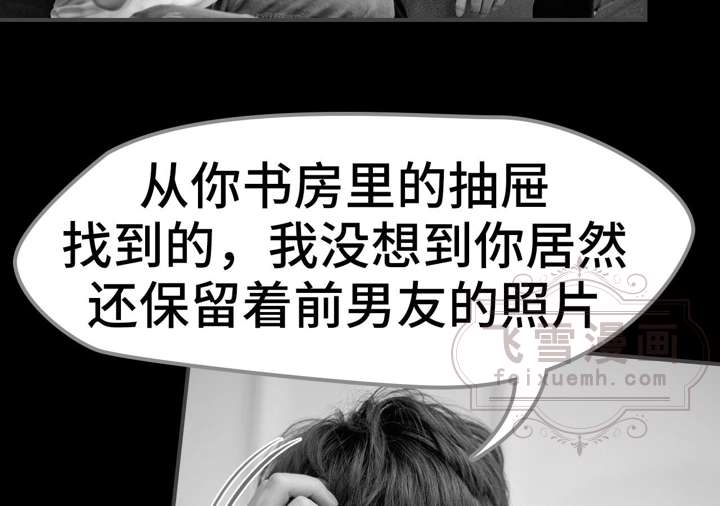 从你书房里的抽屉
找到的，我没想到你居然
还保留着前男友的照片
飞雪漫画
feixuemh.com